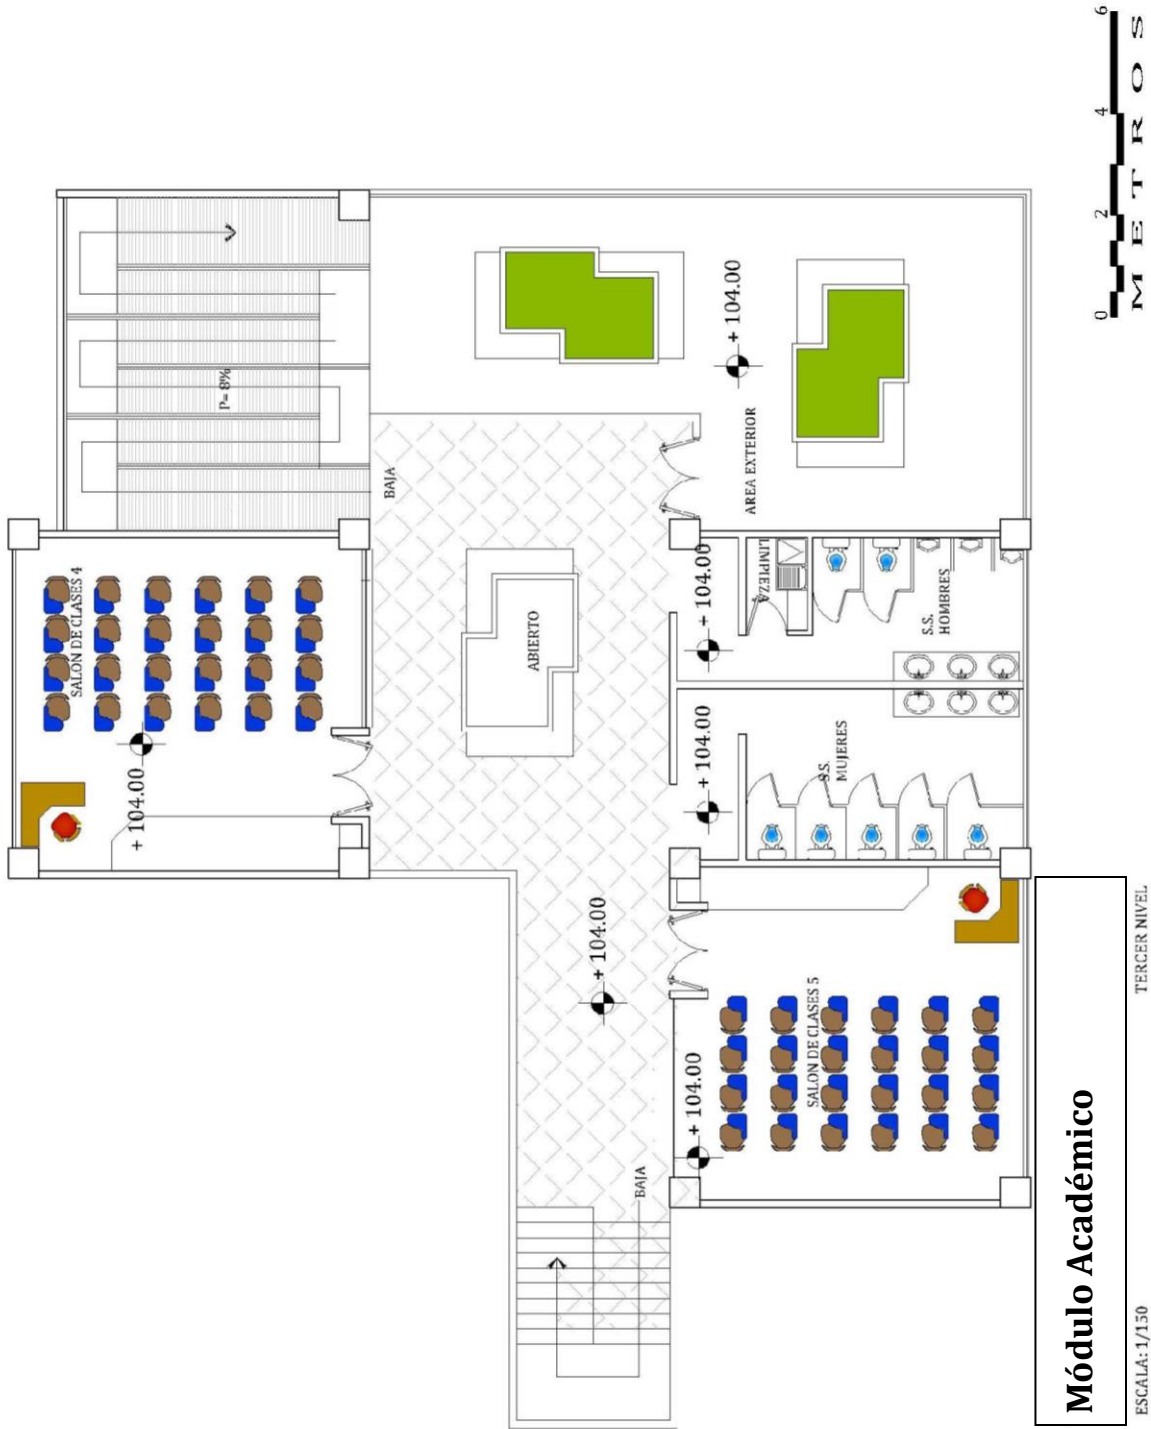 SALON DE CLASES 4
+ 104.00
P= 8%
BAJA
ABIERTO
+ 104.00
BAJA
+ 104.00
+ 104.00
AREA EXTERIOR
+ 104.00
LIMPIEZA
S.S.
HOMBRES
+ 104.00
S.S.
MUJERES
+ 104.00
SALON DE CLASES 5
0 2 4 6
METROS
Módulo Académico
ESCALA: 1/150
TERCER NIVEL